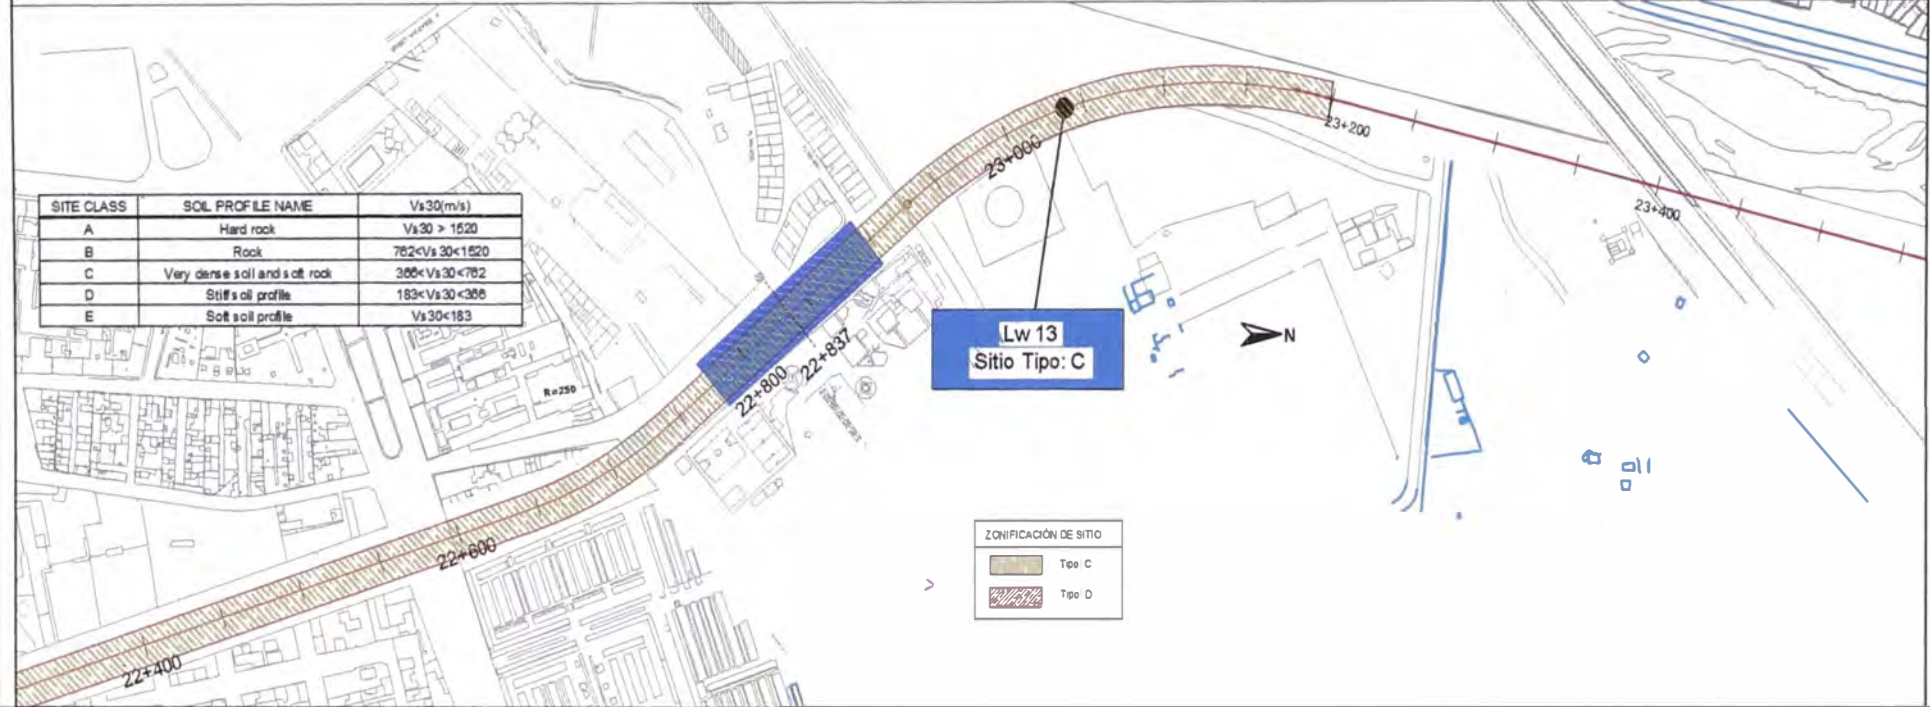 SITE CLASS SOIL PROFILE NAME Vs30(m/s)
A Hard rock Vs30 > 1520
B Rock 762<Vs30<1520
C Very dense soil and soft rock 366<Vs30<762
D Stiff soil profile 183<Vs30<366
E Soft soil profile Vs30<183
23+200
23+000
23+400
Lw 13
Sitio Tipo: C
N
22+837
22+800
Ro250
22+600
22+400
ZONIFICACIÓN DE SITIO
Tipo C
Tipo D